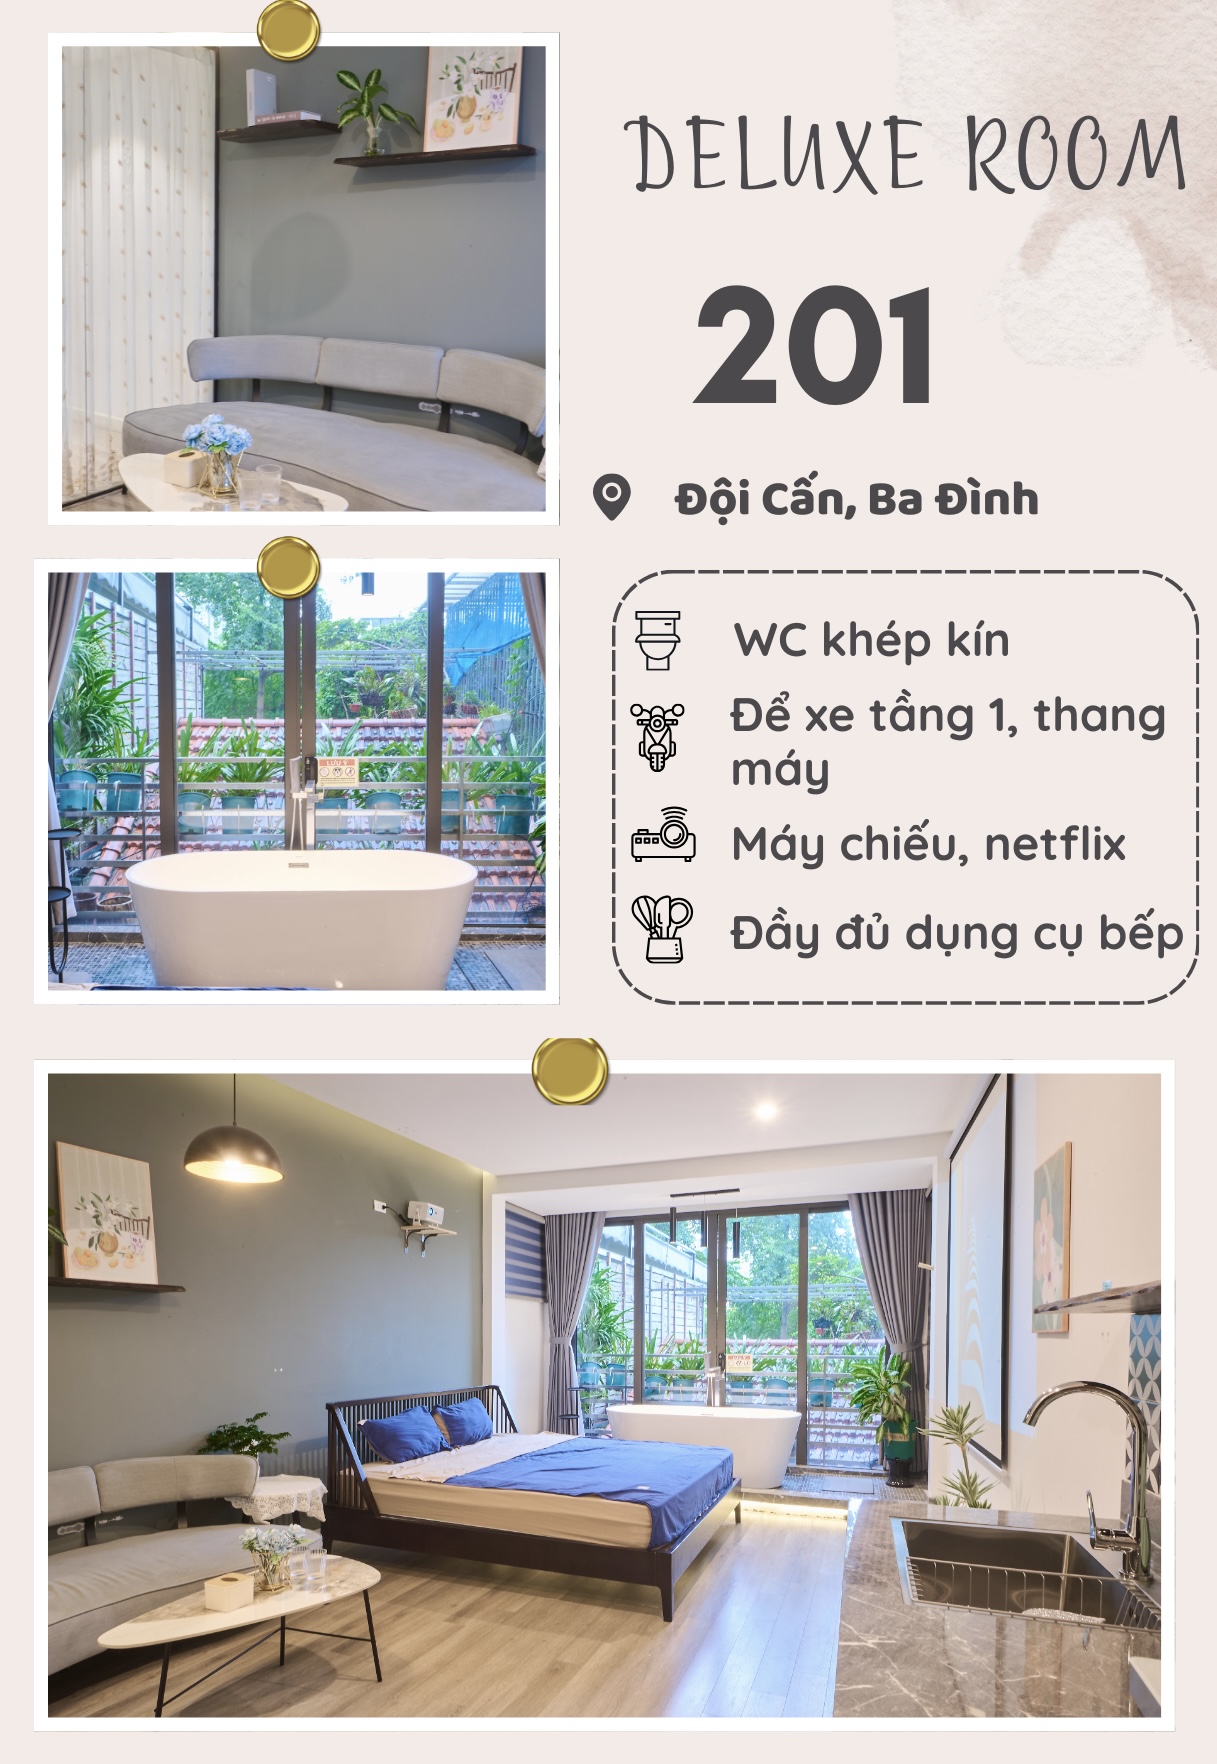 DELUXE ROOM
201
Đội Cấn, Ba Đình
WC khép kín
Để xe tầng 1, thang
máy
Máy chiếu, netflix
Đầy đủ dụng cụ bếp
LƯU Ý